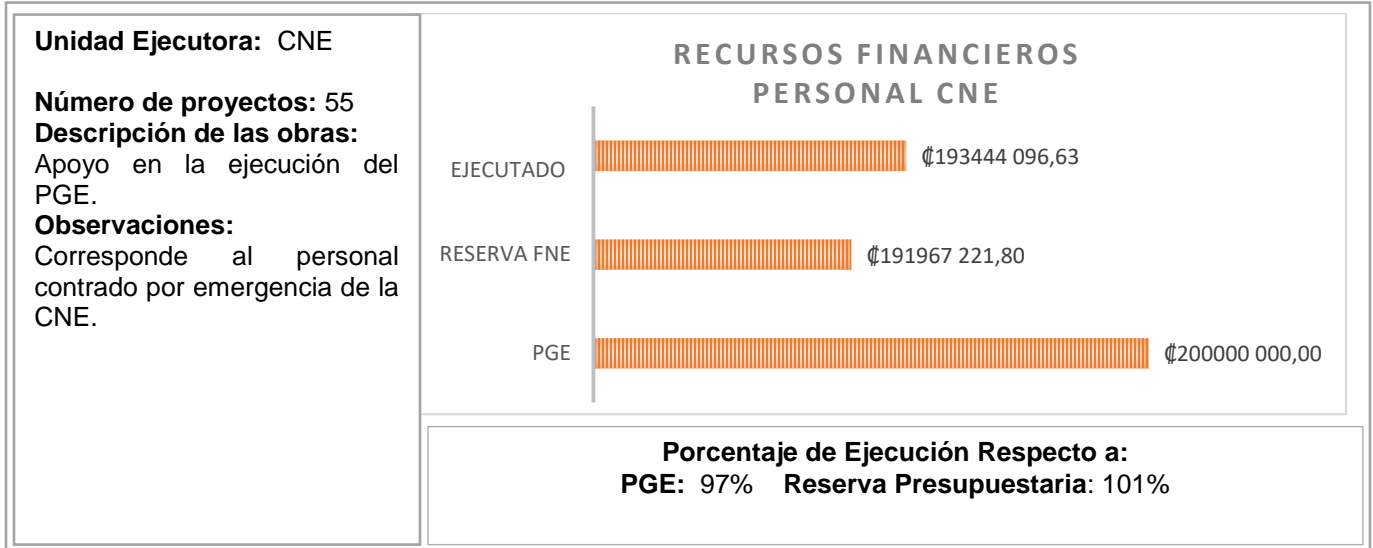 Unidad Ejecutora: CNE
Número de proyectos: 55
Descripción de las obras:
Apoyo en la ejecución del
PGE.
Observaciones:
Corresponde al personal
contrado por emergencia de la
CNE.
RECURSOS FINANCIEROS
PERSONAL CNE
EJECUTADO ₡193444 096,63
RESERVA FNE ₡191967 221,80
PGE ₡200000 000,00
Porcentaje de Ejecución Respecto a:
PGE: 97% Reserva Presupuestaria: 101%